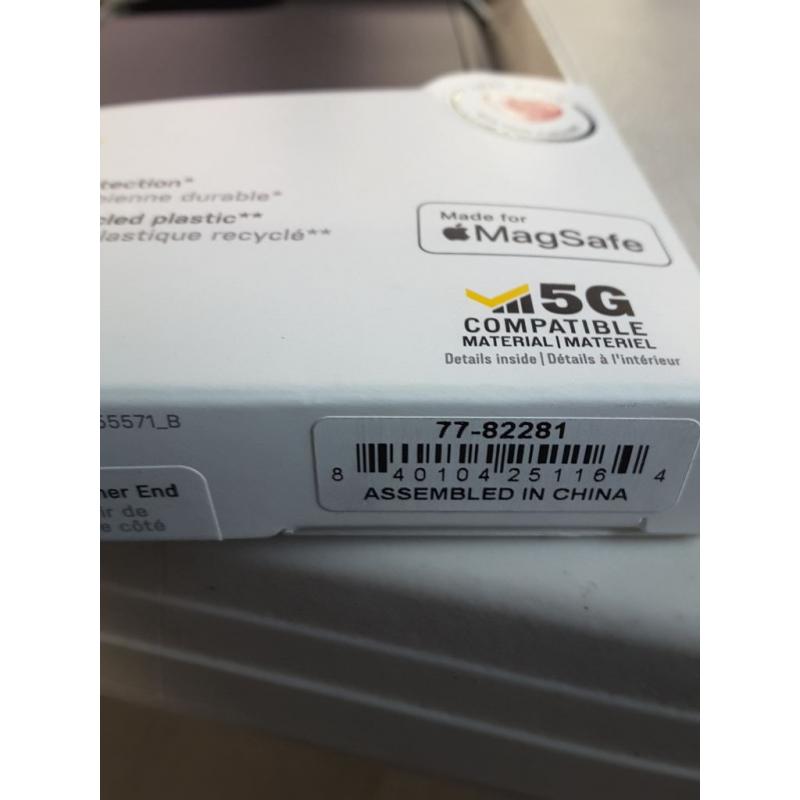 tection*
ienne durable*
cled plastic**
lastique recyclé**
Made for
MagSafe
5G
COMPATIBLE
MATERIAL|MATERIEL
Details inside|Détails à l'intérieur
55571_B
77-82281
8 40104 25116 4
ASSEMBLED IN CHINA
er End
ir de
e côté